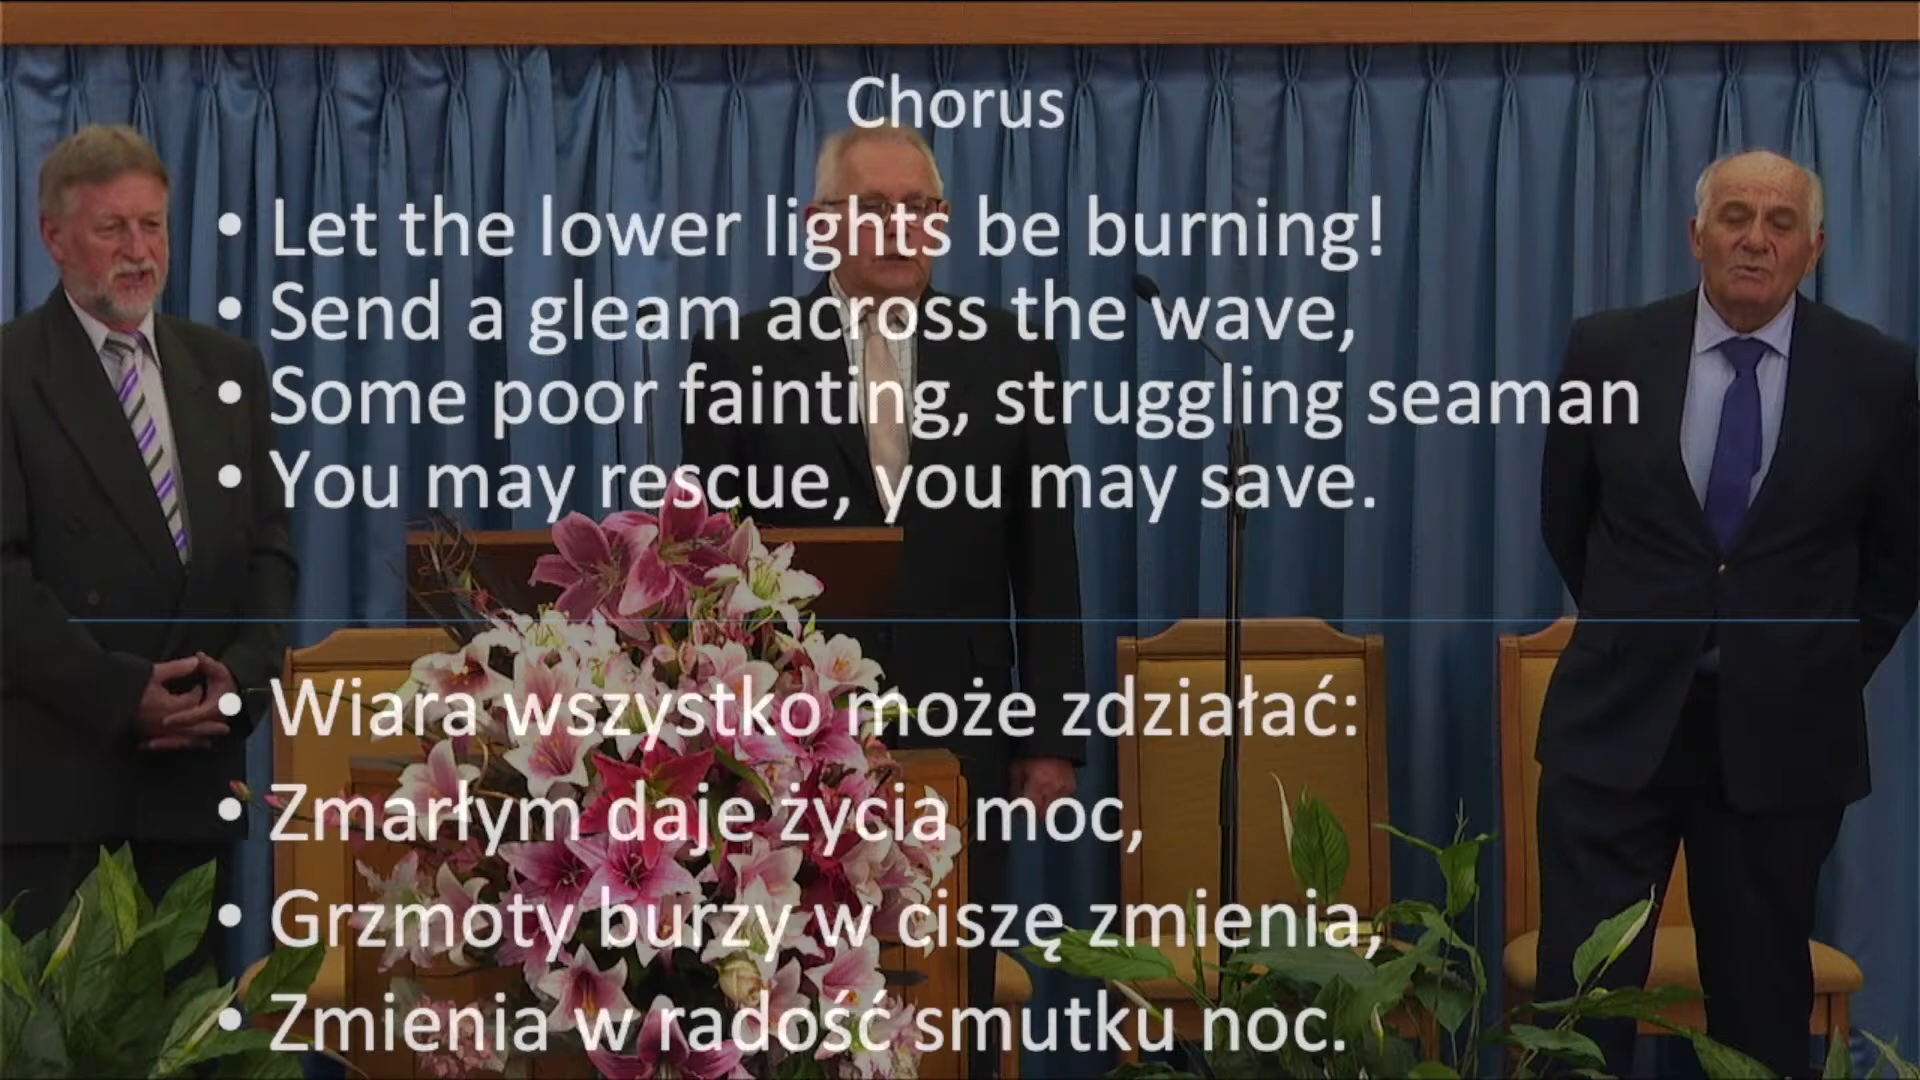 Chorus
• Let the lower lights be burning!
• Send a gleam across the wave,
• Some poor fainting, struggling seaman
• You may rescue, you may save.
• Wiara wszystko może zdziałać:
• Zmarłym daje życia moc,
• Grzmoty burzy w ciszę zmienia,
• Zmienia w radość smutku noc.